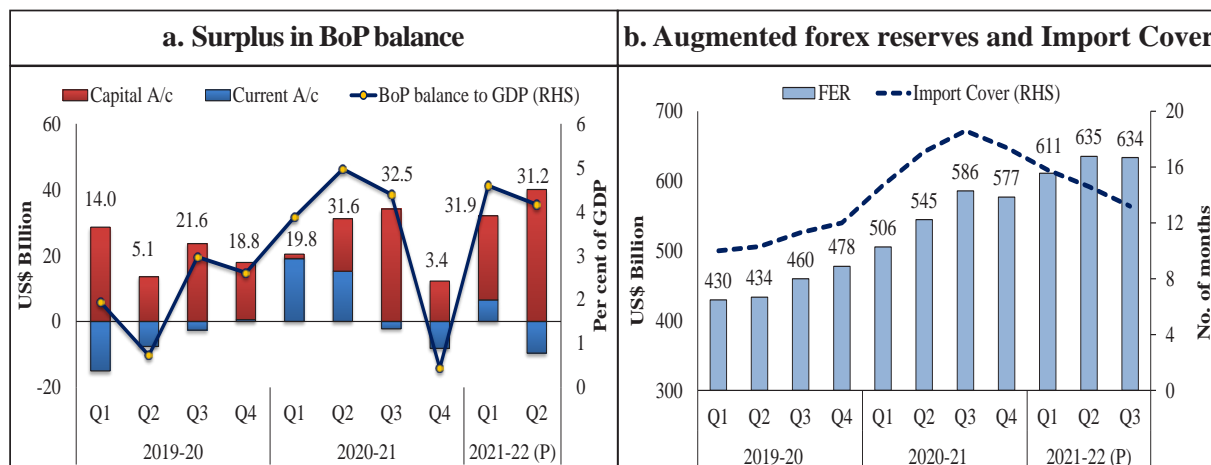 a. Surplus in BoP balance
Capital A/c Current A/c BoP balance to GDP (RHS)
US$ BIllion
60
40
20
0
-20
14.0 5.1 21.6 18.8 19.8 31.6 32.5 3.4 31.9 31.2
6
5
4
3
2
1
0
Per cent of GDP
Q1 Q2 Q3 Q4 Q1 Q2 Q3 Q4 Q1 Q2
2019-20 2020-21 2021-22 (P)
b. Augmented forex reserves and Import Cover
FER Import Cover (RHS)
US$ Billion
700
600
500
400
300
430 434 460 478 506 545 586 577 611 635 634
20
16
12
8
4
0
No. of months
Q1 Q2 Q3 Q4 Q1 Q2 Q3 Q4 Q1 Q2 Q3
2019-20 2020-21 2021-22 (P)